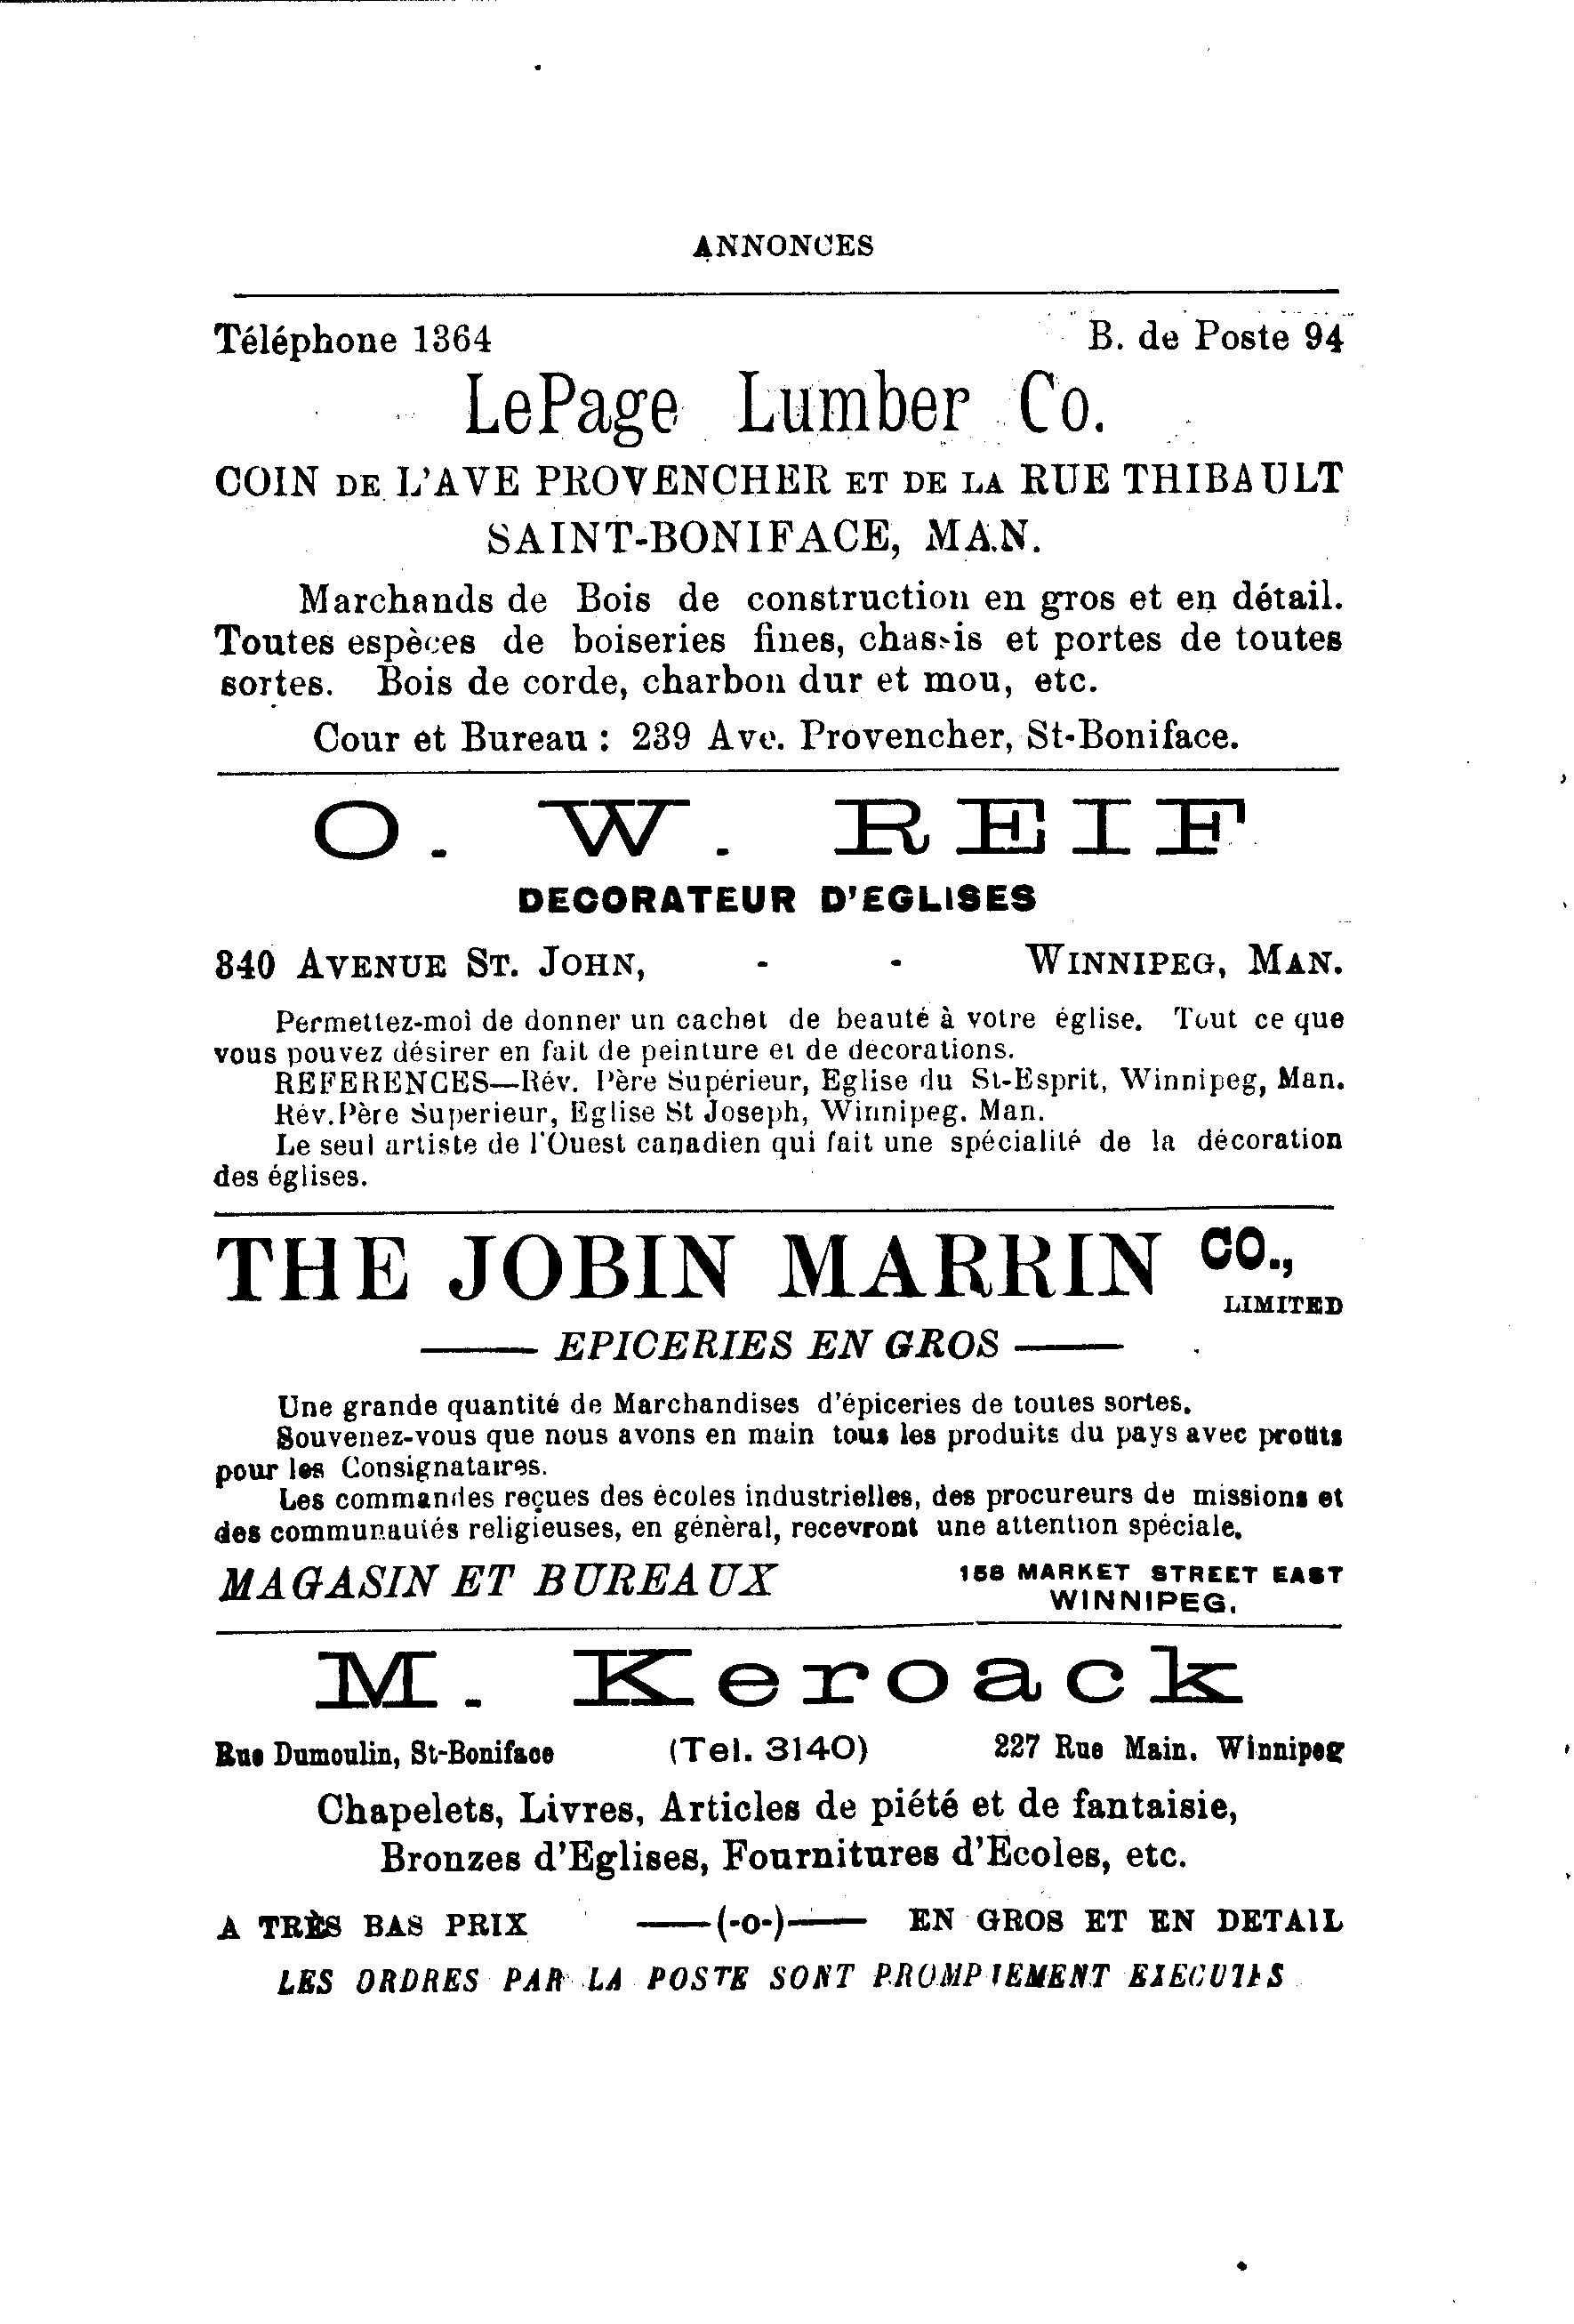 ANNONCES
Téléphone 1364 B. de Poste 94
LePage Lumber Co.
COIN DE L'AVE PROVENCHER ET DE LA RUE THIBAULT
SAINT-BONIFACE, MAN.
Marchands de Bois de construction en gros et en détail.
Toutes espèces de boiseries fines, chassis et portes de toutes
sortes. Bois de corde, charbon dur et mou, etc.
Cour et Bureau : 239 Ave. Provencher, St-Boniface.
O. W. REIF
DECORATEUR D'EGLISES
340 AVENUE ST. JOHN, - - WINNIPEG, MAN.
Permettez-moi de donner un cachet de beauté à votre église. Tout ce que
vous pouvez désirer en fait de peinture et de decorations.
REFERENCES—Rév. Père Supérieur, Eglise du St-Esprit, Winnipeg, Man.
Rév.Père Superieur, Eglise St Joseph, Winnipeg. Man.
Le seul artiste de l'Ouest canadien qui fait une spécialité de la décoration
des églises.
THE JOBIN MARRIN CO.,
LIMITED
—— EPICERIES EN GROS ——
Une grande quantité de Marchandises d'épiceries de toutes sortes.
Souvenez-vous que nous avons en main tous les produits du pays avec profits
pour les Consignataires.
Les commandes reçues des écoles industrielles, des procureurs de missions et
des communautés religieuses, en génèral, recevront une attention spéciale.
MAGASIN ET BUREAUX 158 MARKET STREET EAST
WINNIPEG.
M. Keroack
Rue Dumoulin, St-Boniface (Tel. 3140) 227 Rue Main. Winnipeg
Chapelets, Livres, Articles de piété et de fantaisie,
Bronzes d'Eglises, Fournitures d'Ecoles, etc.
A TRÈS BAS PRIX ——(-o-)—— EN GROS ET EN DETAIL
LES ORDRES PAR LA POSTE SONT PROMPTEMENT EXECUTES